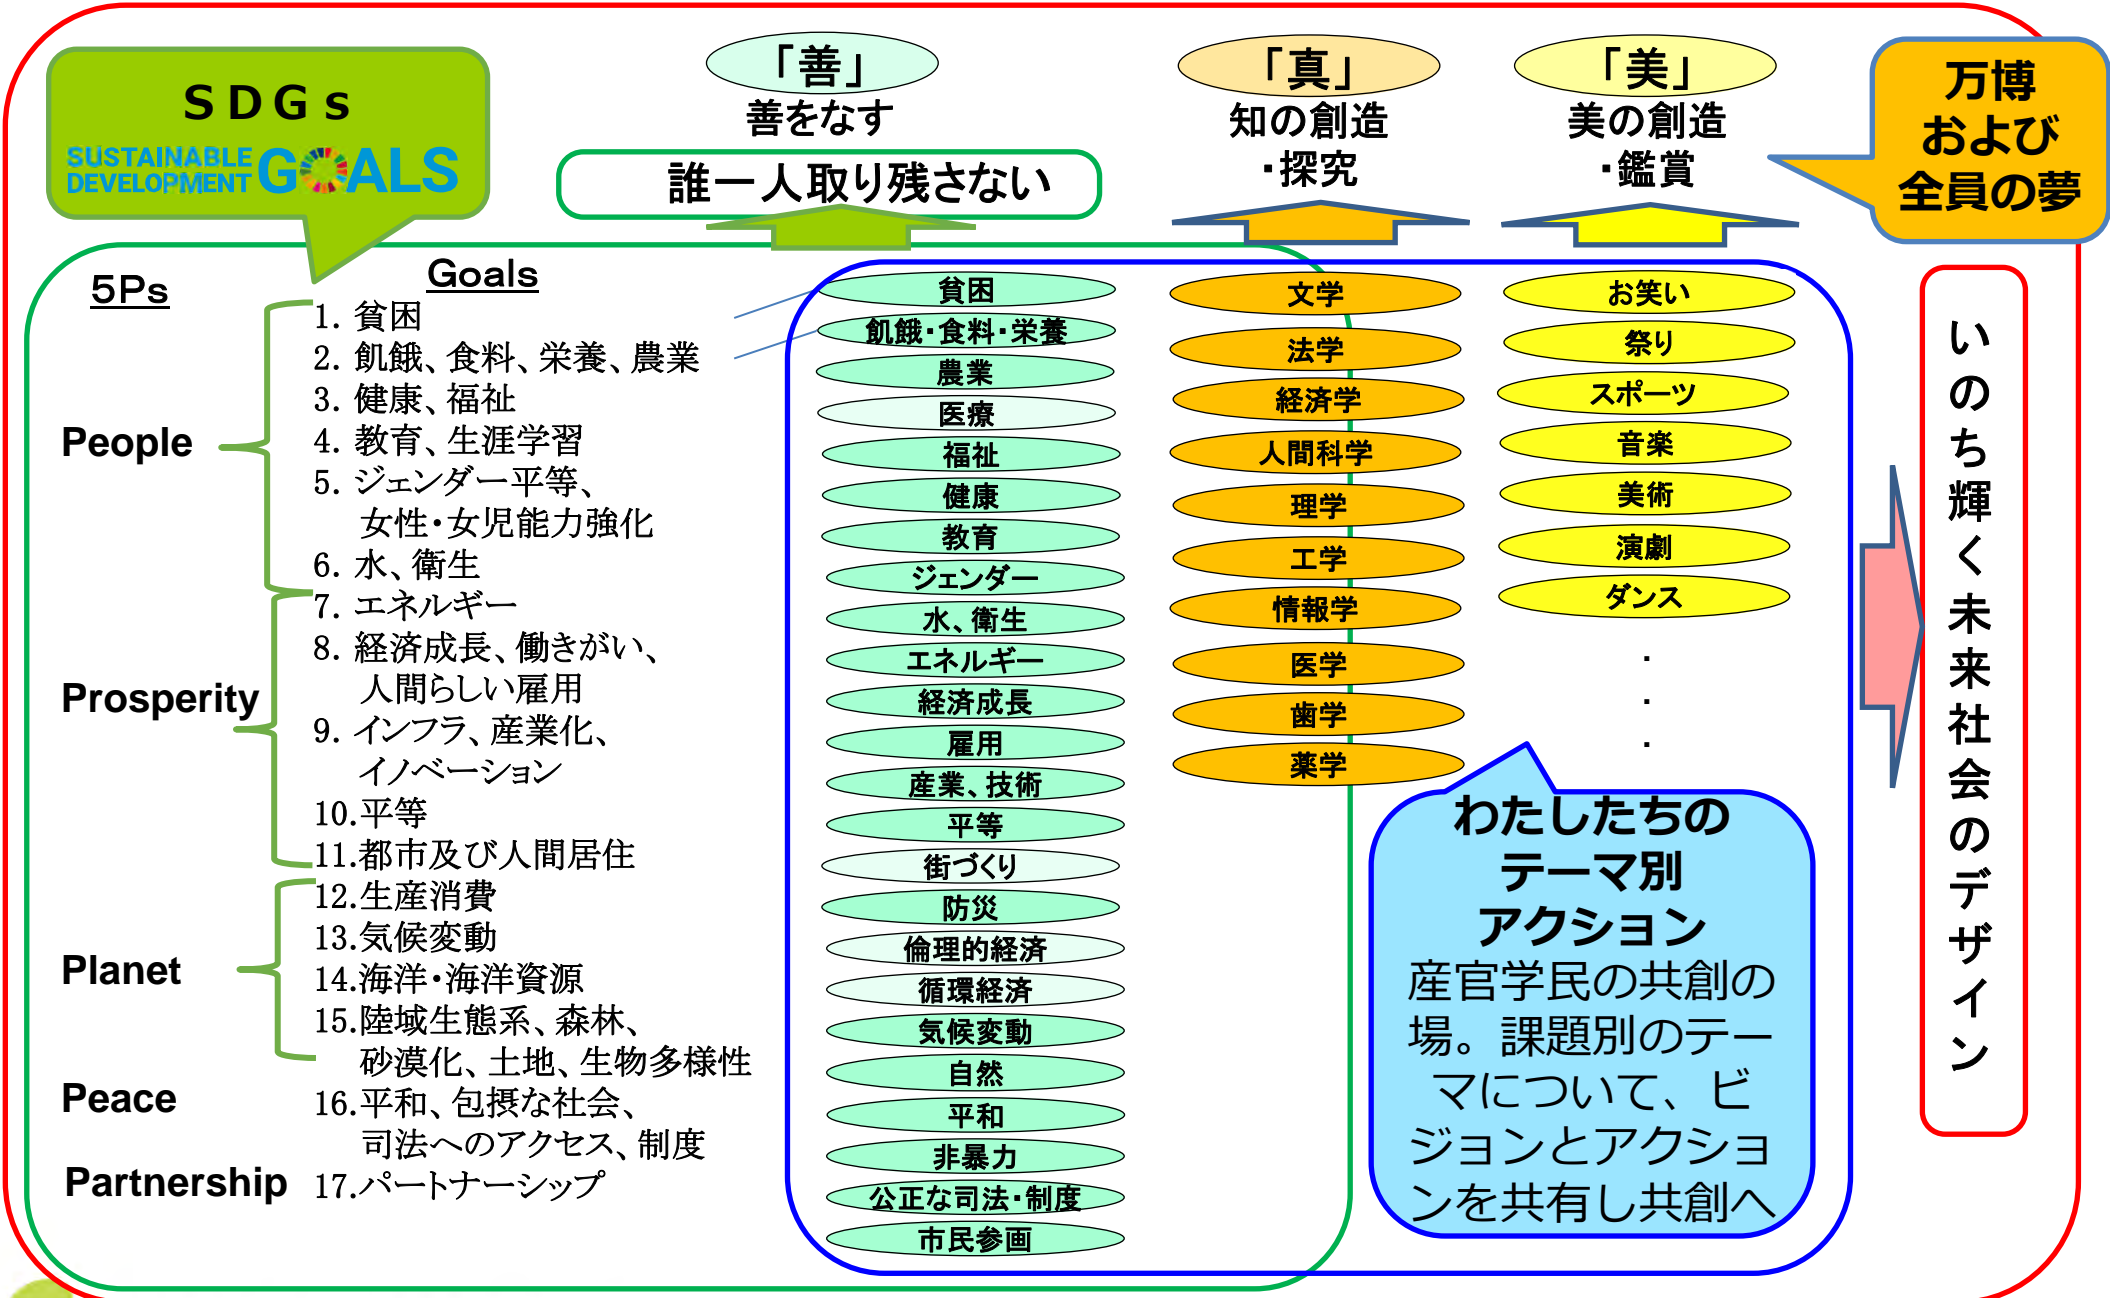 SDGs
SUSTAINABLE
DEVELOPMENT
GOALS
「善」
善をなす
誰一人取り残さない
「真」
知の創造
・探究
「美」
美の創造
・鑑賞
万博
および
全員の夢
5Ps
Goals
People
1. 貧困
2. 飢餓、食料、栄養、農業
3. 健康、福祉
4. 教育、生涯学習
5. ジェンダー平等、
女性・女児能力強化
6. 水、衛生
Prosperity
7. エネルギー
8. 経済成長、働きがい、
人間らしい雇用
9. インフラ、産業化、
イノベーション
10.平等
11.都市及び人間居住
Planet
12.生産消費
13.気候変動
14.海洋・海洋資源
15.陸域生態系、森林、
砂漠化、土地、生物多様性
Peace
16.平和、包摂な社会、
司法へのアクセス、制度
Partnership
17.パートナーシップ
貧困
飢餓・食料・栄養
農業
医療
福祉
健康
教育
ジェンダー
水、衛生
エネルギー
経済成長
雇用
産業、技術
平等
街づくり
防災
倫理的経済
循環経済
気候変動
自然
平和
非暴力
公正な司法・制度
市民参画
文学
法学
経済学
人間科学
理学
工学
情報学
医学
歯学
薬学
お笑い
祭り
スポーツ
音楽
美術
演劇
ダンス
・
・
・
わたしたちの
テーマ別
アクション
産官学民の共創の
場。課題別のテー
マについて、ビ
ジョンとアクショ
ンを共有し共創へ
いのち輝く未来社会のデザイン